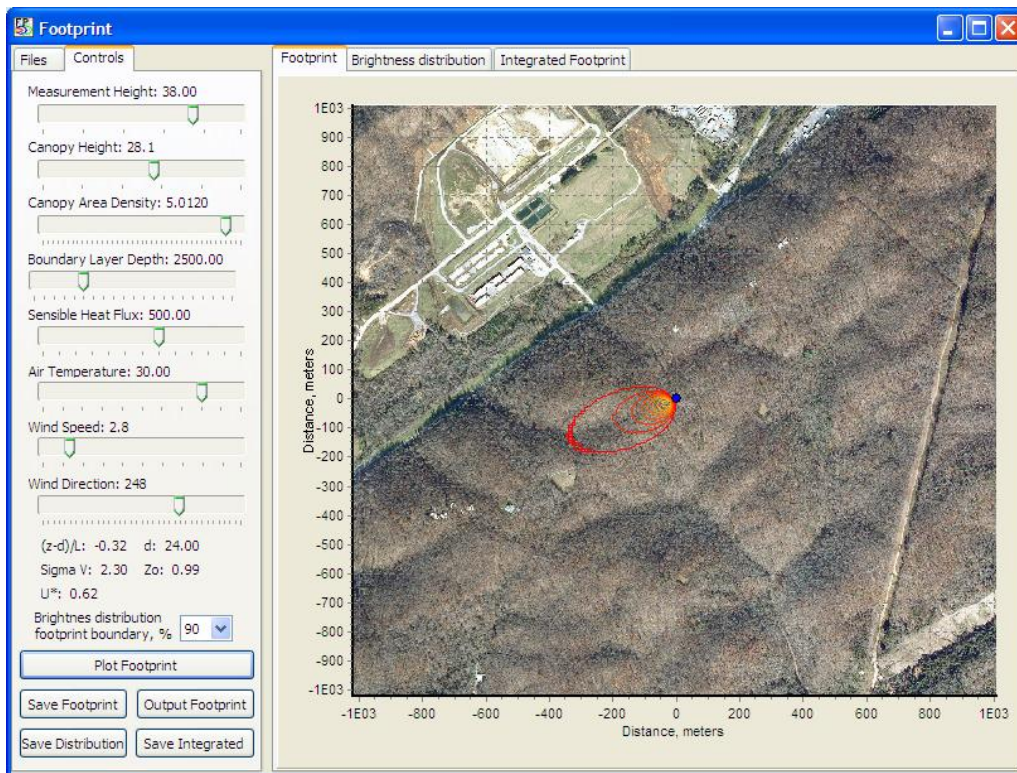 Footprint
Files Controls
Measurement Height: 38.00
Canopy Height: 28.1
Canopy Area Density: 5.0120
Boundary Layer Depth: 2500.00
Sensible Heat Flux: 500.00
Air Temperature: 30.00
Wind Speed: 2.8
Wind Direction: 248
(z-d)/L: -0.32 d: 24.00
Sigma V: 2.30 Zo: 0.99
U*: 0.62
Brightnes distribution
footprint boundary, % 90
Plot Footprint
Save Footprint Output Footprint
Save Distribution Save Integrated
Footprint Brightness distribution Integrated Footprint
1E03
900
800
700
600
500
400
300
200
100
0
-100
-200
-300
-400
-500
-600
-700
-800
-900
-1E03
Distance, meters
-1E03 -800 -600 -400 -200 0 200 400 600 800 1E03
Distance, meters